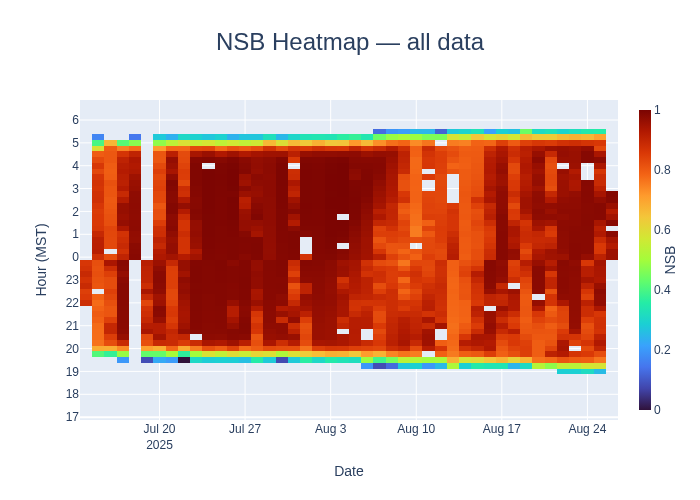 NSB Heatmap — all data
6
5
4
3
2
1
0
23
22
21
20
19
18
17
Hour (MST)
Jul 20
2025
Jul 27
Aug 3
Aug 10
Aug 17
Aug 24
Date
1
0.8
0.6
0.4
0.2
0
NSB